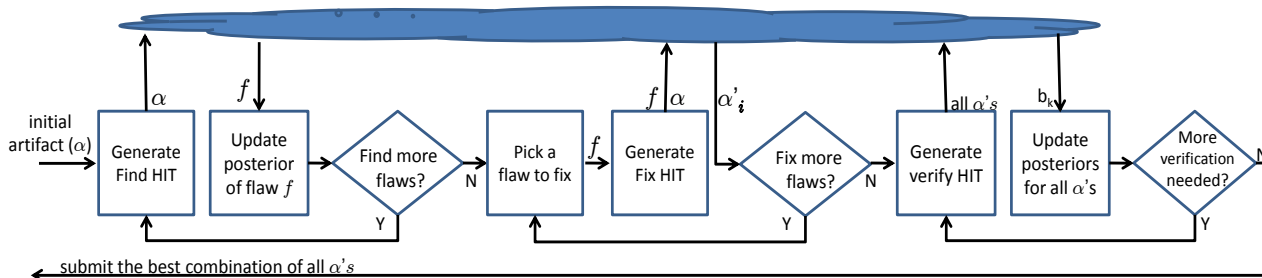 initial
artifact (α)
α
Generate
Find HIT
f
Update
posterior
of flaw f
Find more
flaws?
N
Y
Pick a
flaw to fix
f
f α
Generate
Fix HIT
α'i
Fix more
flaws?
N
Y
all α's
Generate
verify HIT
bk
Update
posteriors
for all α's
More
verification
needed?
N
Y
submit the best combination of all α's